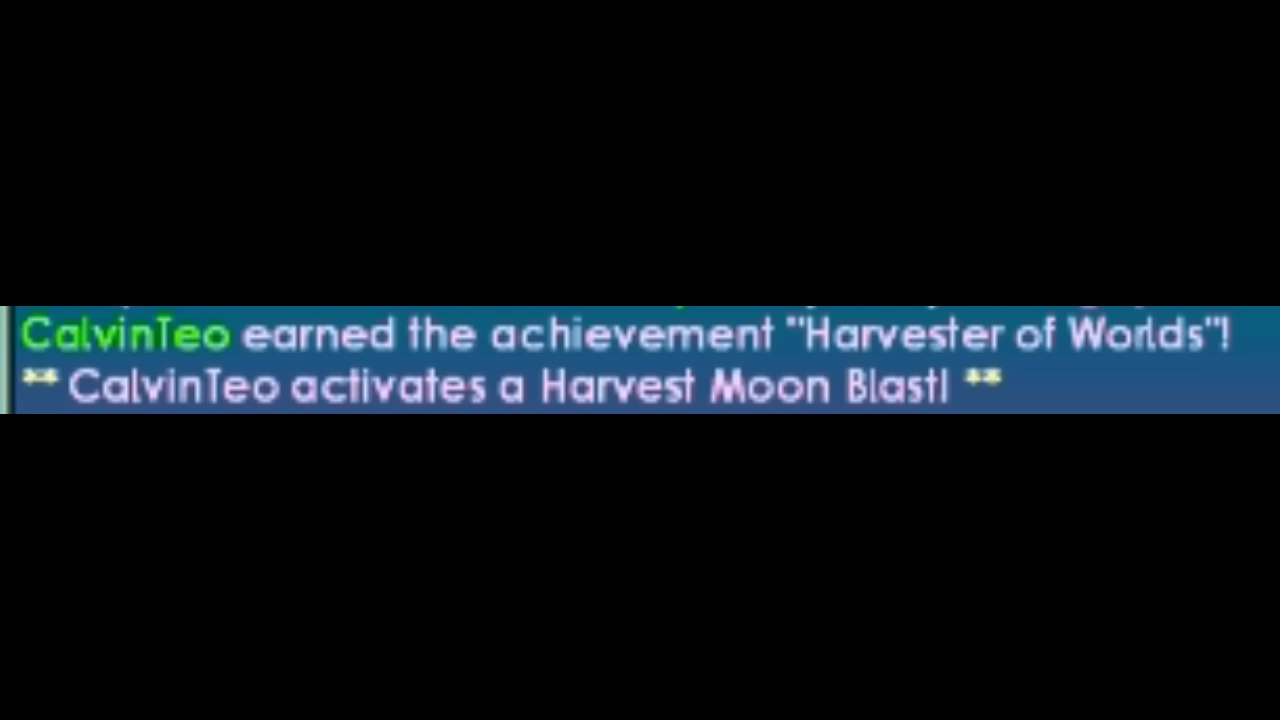 CalvinTeo earned the achievement "Harvester of Worlds"!
** CalvinTeo activates a Harvest Moon Blast! **